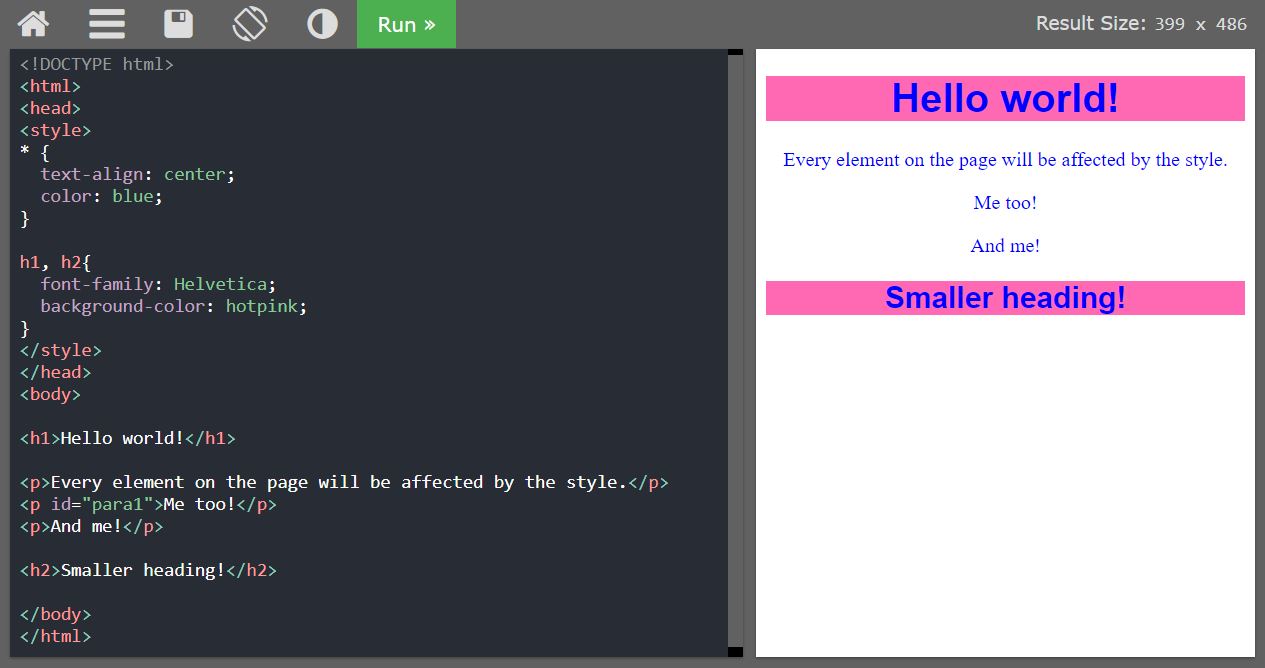 Run »
Result Size: 399 x 486
<!DOCTYPE html>
<html>
<head>
<style>
* {
  text-align: center;
  color: blue;
}
h1, h2{
  font-family: Helvetica;
  background-color: hotpink;
}
</style>
</head>
<body>
<h1>Hello world!</h1>
<p>Every element on the page will be affected by the style.</p>
<p id="para1">Me too!</p>
<p>And me!</p>
<h2>Smaller heading!</h2>
</body>
</html>
Hello world!
Every element on the page will be affected by the style.
Me too!
And me!
Smaller heading!